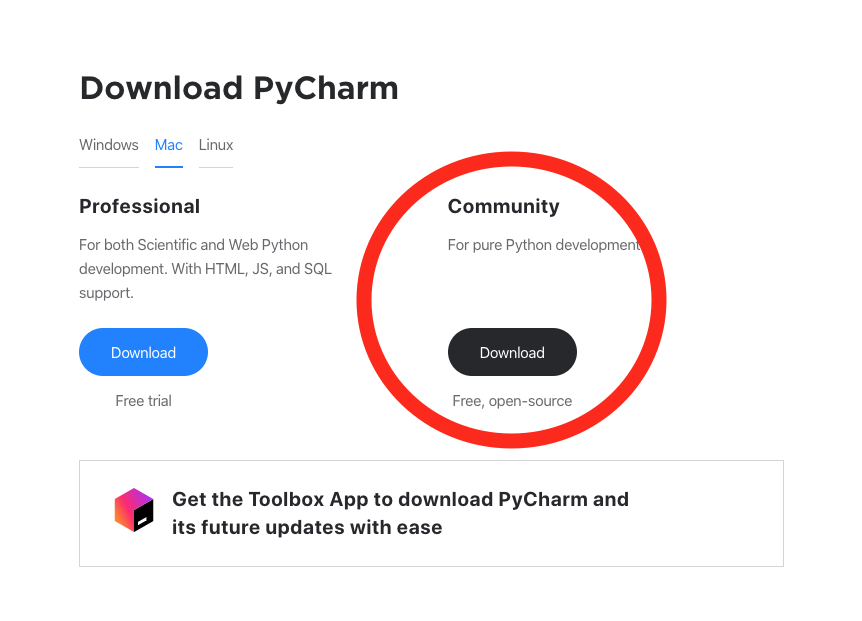 Download PyCharm
Windows Mac Linux
Professional
For both Scientific and Web Python
development. With HTML, JS, and SQL
support.
Download
Free trial
Community
For pure Python development
Download
Free, open-source
Get the Toolbox App to download PyCharm and
its future updates with ease